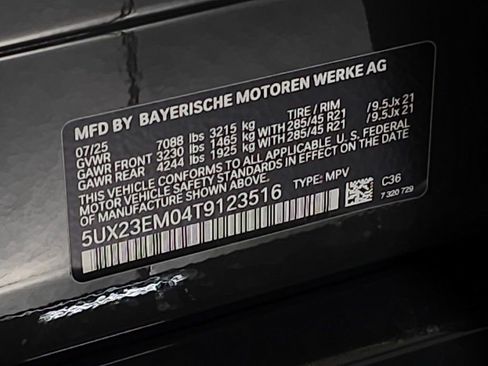 MFD BY BAYERISCHE MOTOREN WERKE AG
07/25
GVWR 7088 lbs 3215 kg TIRE / RIM
GAWR FRONT 3230 lbs 1465 kg WITH 285/45 R21 /9.5Jx 21
GAWR REAR 4244 lbs 1925 kg WITH 285/45 R21 /9.5Jx 21
THIS VEHICLE CONFORMS TO ALL APPLICABLE U.S. FEDERAL
MOTOR VEHICLE SAFETY STANDARDS IN EFFECT ON THE DATE
OF MANUFACTURE SHOWN ABOVE.
5UX23EM04T9123516 TYPE: MPV C36
7 320 729